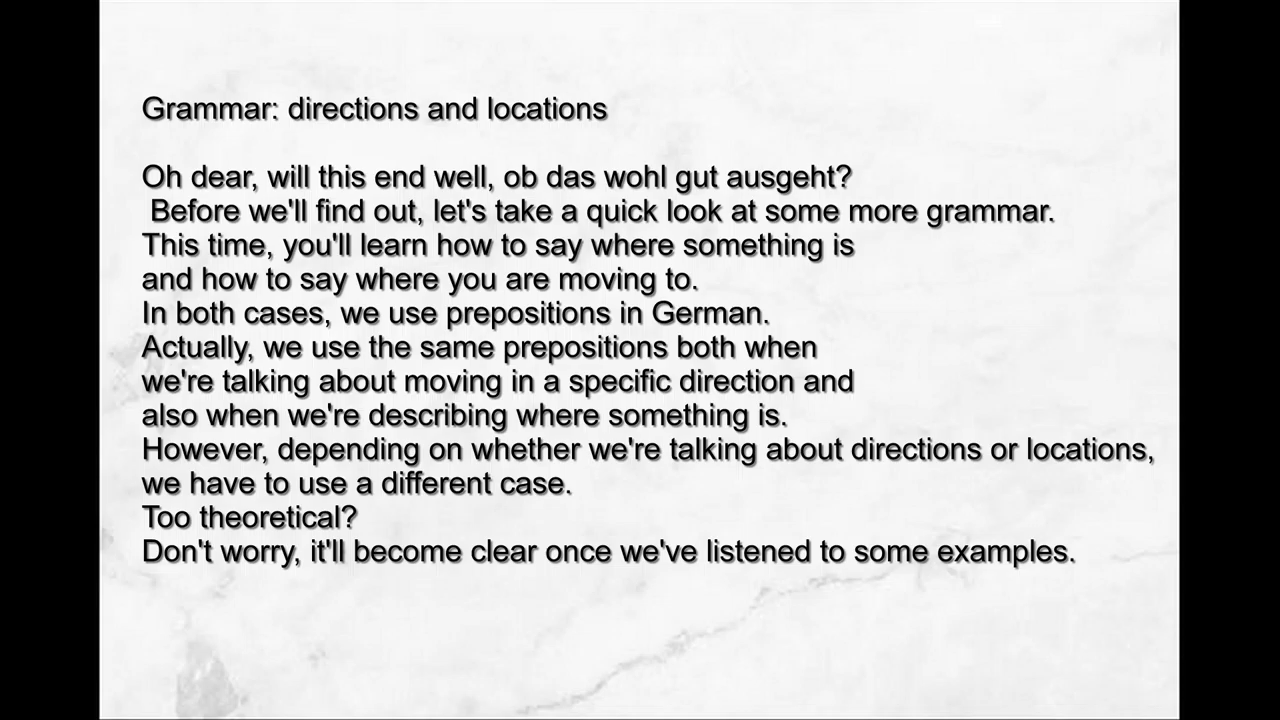 Grammar: directions and locations
Oh dear, will this end well, ob das wohl gut ausgeht?
Before we'll find out, let's take a quick look at some more grammar.
This time, you'll learn how to say where something is
and how to say where you are moving to.
In both cases, we use prepositions in German.
Actually, we use the same prepositions both when
we're talking about moving in a specific direction and
also when we're describing where something is.
However, depending on whether we're talking about directions or locations,
we have to use a different case.
Too theoretical?
Don't worry, it'll become clear once we've listened to some examples.